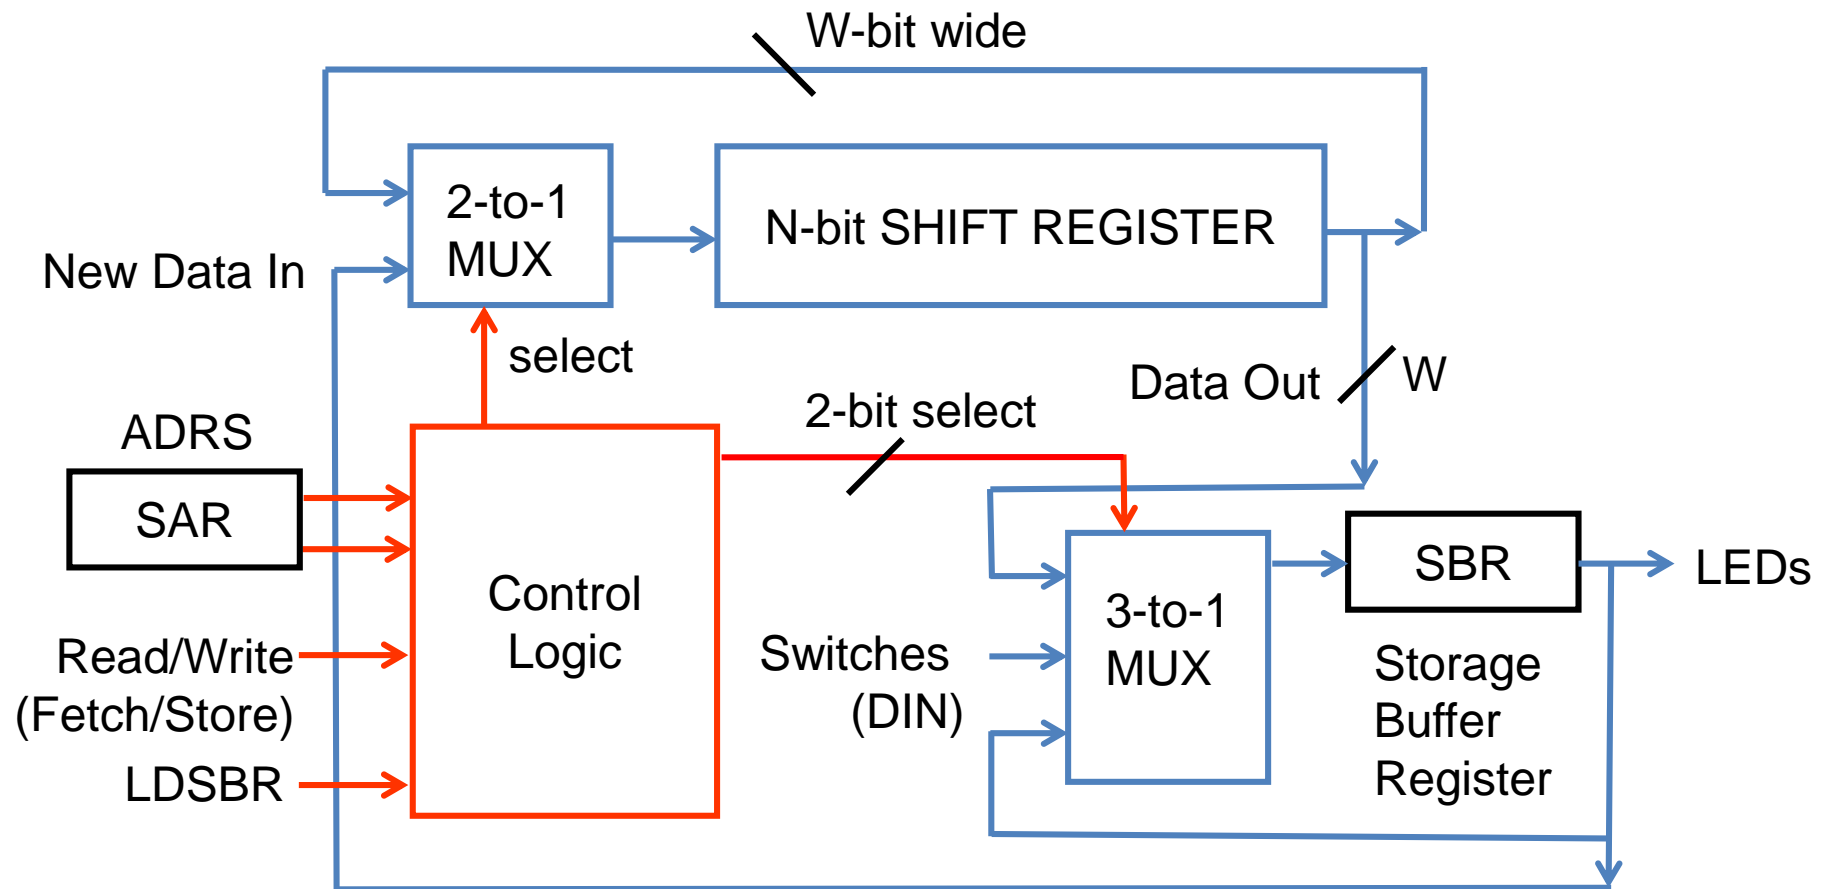 W-bit wide
2-to-1
MUX
N-bit SHIFT REGISTER
New Data In
select
Data Out
W
2-bit select
ADRS
SAR
Control
Logic
SBR
LEDs
3-to-1
MUX
Read/Write
(Fetch/Store)
Switches
(DIN)
Storage
Buffer
Register
LDSBR